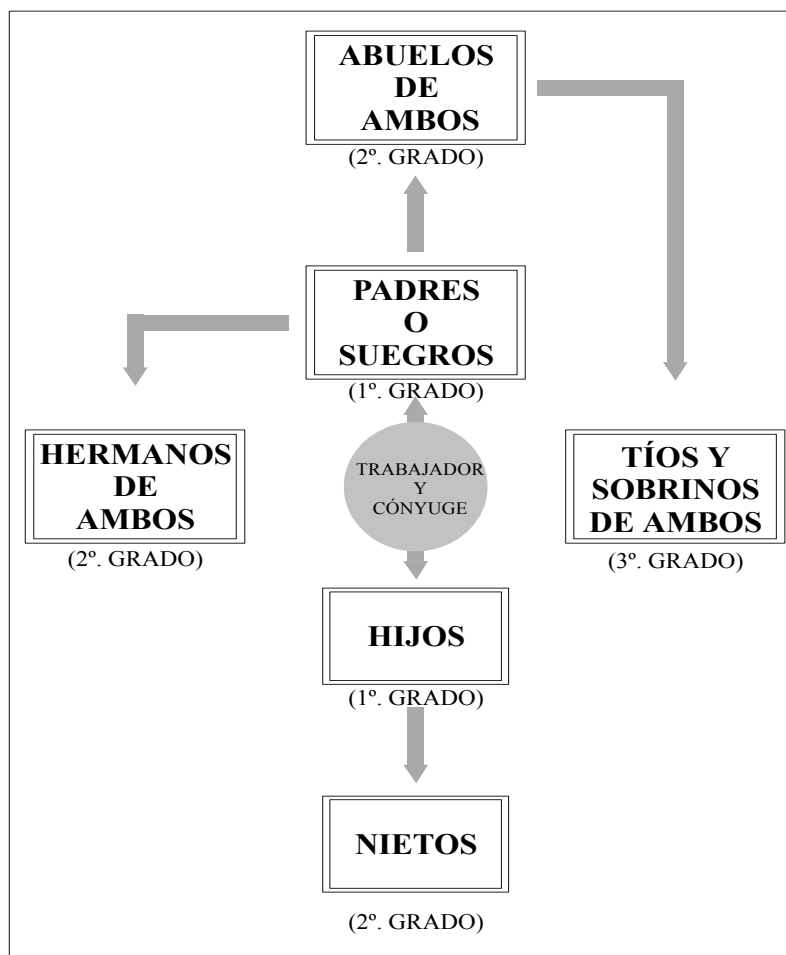 ABUELOS
DE
AMBOS
(2º. GRADO)
PADRES
O
SUEGROS
(1º. GRADO)
HERMANOS
DE
AMBOS
(2º. GRADO)
TRABAJADOR
Y
CÓNYUGE
TÍOS Y
SOBRINOS
DE AMBOS
(3º. GRADO)
HIJOS
(1º. GRADO)
NIETOS
(2º. GRADO)